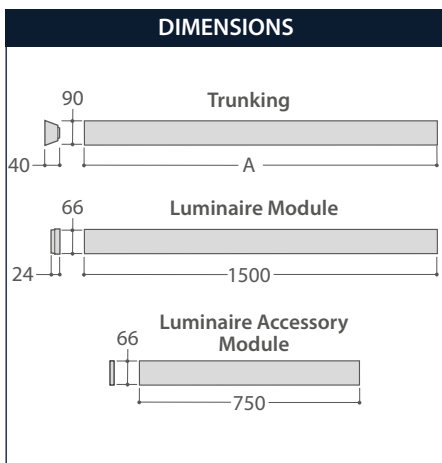 DIMENSIONS
Trunking
90
40
A
Luminaire Module
66
24
1500
Luminaire Accessory
Module
66
750